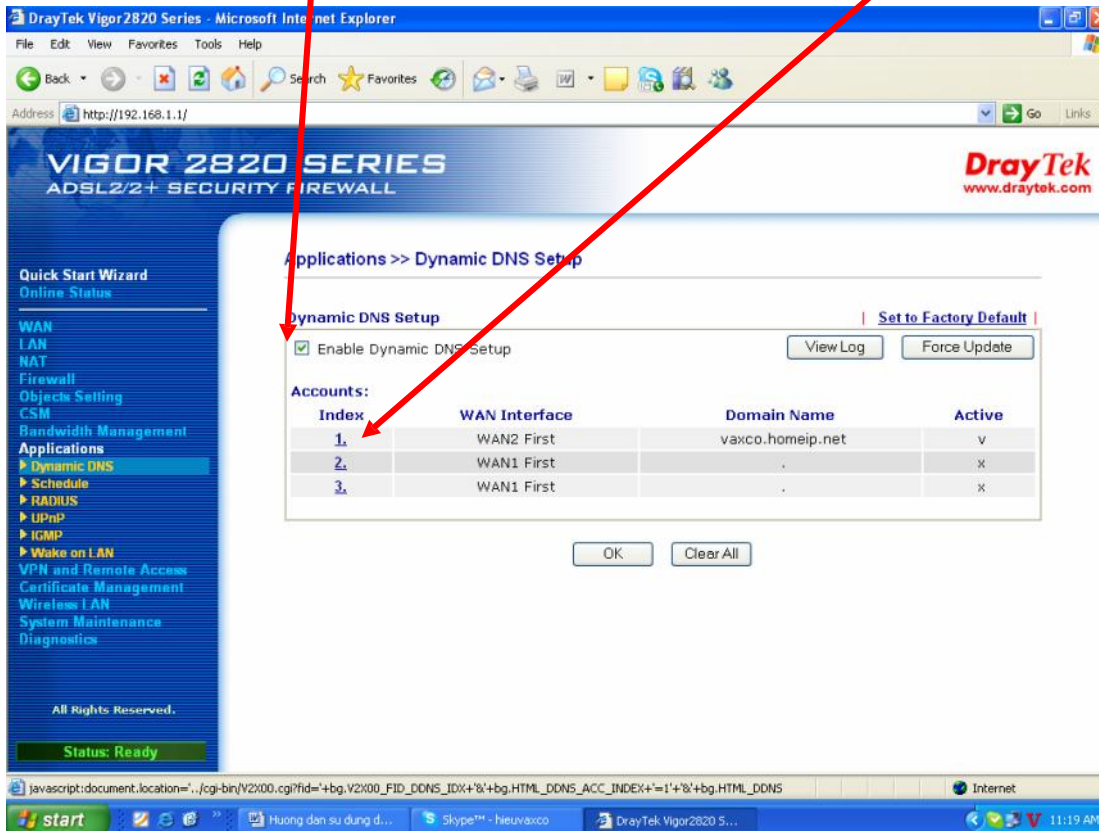 DrayTek Vigor2820 Series - Microsoft Internet Explorer
File Edit View Favorites Tools Help
Back Search Favorites
Address http://192.168.1.1/ Go Links
VIGOR 2820 SERIES
ADSL2/2+ SECURITY FIREWALL
DrayTek
www.draytek.com
Quick Start Wizard
Online Status
WAN
LAN
NAT
Firewall
Objects Setting
CSM
Bandwidth Management
Applications
Dynamic DNS
Schedule
RADIUS
UPnP
IGMP
Wake on LAN
VPN and Remote Access
Certificate Management
Wireless LAN
System Maintenance
Diagnostics
All Rights Reserved.
Status: Ready
Applications >> Dynamic DNS Setup
Dynamic DNS Setup | Set to Factory Default |
Enable Dynamic DNS Setup View Log Force Update
Accounts:
Index WAN Interface Domain Name Active
1. WAN2 First vaxco.homeip.net v
2. WAN1 First . x
3. WAN1 First . x
OK Clear All
javascript:document.location='../cgi-bin/V2X00.cgi?fid='+bg.V2X00_FID_DDNS_IDX+'&'+bg.HTML_DDNS_ACC_INDEX+'=1'+'&'+bg.HTML_DDNS Internet
start Huong dan su dung d... Skype™ - hieuvaxco DrayTek Vigor2820 S... 11:19 AM